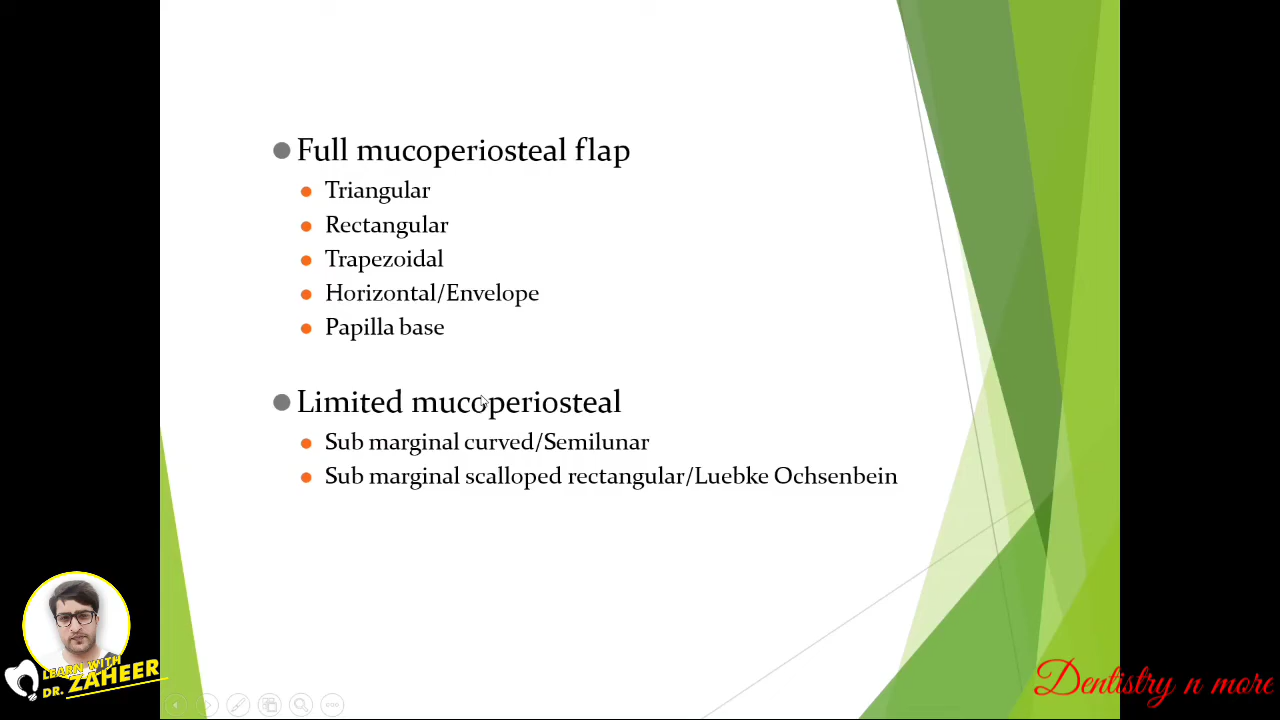 Full mucoperiosteal flap
Triangular
Rectangular
Trapezoidal
Horizontal/Envelope
Papilla base
Limited mucoperiosteal
Sub marginal curved/Semilunar
Sub marginal scalloped rectangular/Luebke Ochsenbein
LEARN WITH
DR. ZAHEER
Dentistry n more